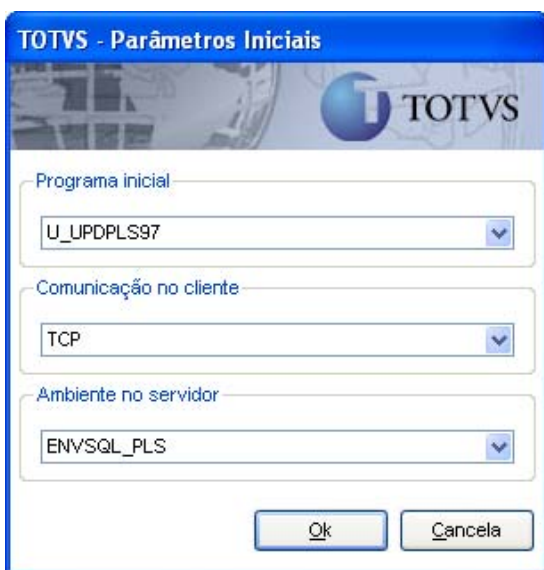 TOTVS - Parâmetros Iniciais
TOTVS
Programa inicial
U_UPDPLS97
Comunicação no cliente
TCP
Ambiente no servidor
ENVSQL_PLS
Ok
Cancela